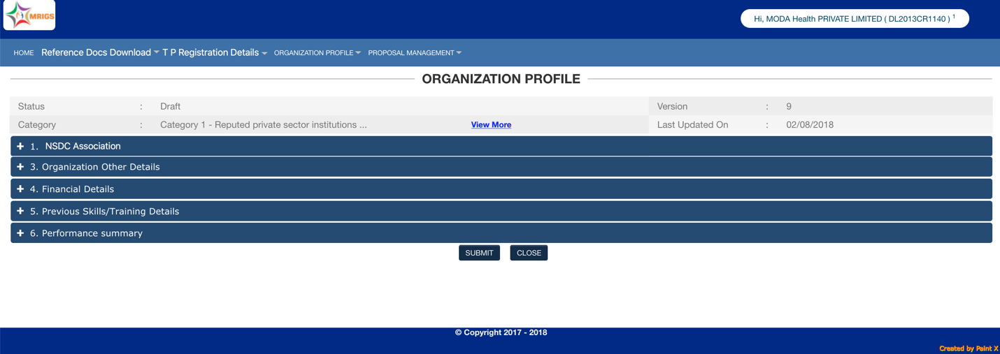 MRIGS
Hi, MODA Health PRIVATE LIMITED ( DL2013CR1140 ) 1
HOME Reference Docs Download T P Registration Details ORGANIZATION PROFILE PROPOSAL MANAGEMENT
ORGANIZATION PROFILE
Status : Draft Version : 9
Category : Category 1 - Reputed private sector institutions ... View More Last Updated On : 02/08/2018
+ 1. NSDC Association
+ 3. Organization Other Details
+ 4. Financial Details
+ 5. Previous Skills/Training Details
+ 6. Performance summary
SUBMIT CLOSE
© Copyright 2017 - 2018
Created by Paint X